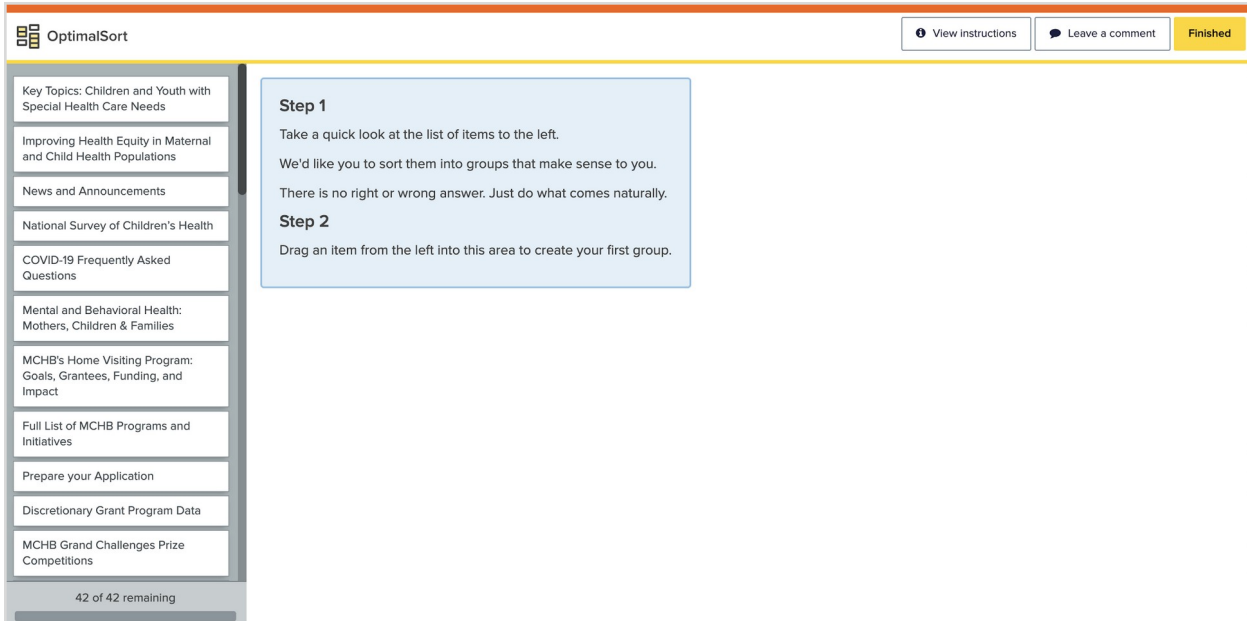 OptimalSort
View instructions
Leave a comment
Finished
Key Topics: Children and Youth with
Special Health Care Needs
Improving Health Equity in Maternal
and Child Health Populations
News and Announcements
National Survey of Children's Health
COVID-19 Frequently Asked
Questions
Mental and Behavioral Health:
Mothers, Children & Families
MCHB's Home Visiting Program:
Goals, Grantees, Funding, and
Impact
Full List of MCHB Programs and
Initiatives
Prepare your Application
Discretionary Grant Program Data
MCHB Grand Challenges Prize
Competitions
42 of 42 remaining
Step 1
Take a quick look at the list of items to the left.
We'd like you to sort them into groups that make sense to you.
There is no right or wrong answer. Just do what comes naturally.
Step 2
Drag an item from the left into this area to create your first group.